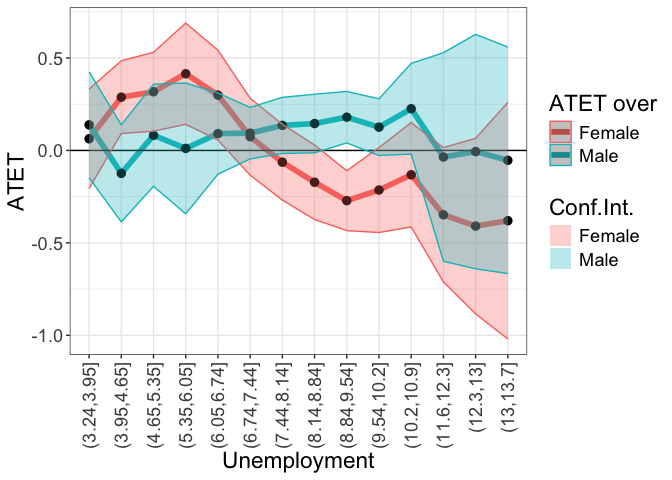 0.5
0.0
-0.5
-1.0
ATET
(3.24,3.95]
(3.95,4.65]
(4.65,5.35]
(5.35,6.05]
(6.05,6.74]
(6.74,7.44]
(7.44,8.14]
(8.14,8.84]
(8.84,9.54]
(9.54,10.2]
(10.2,10.9]
(11.6,12.3]
(12.3,13]
(13,13.7]
Unemployment
ATET over
Female
Male
Conf.Int.
Female
Male